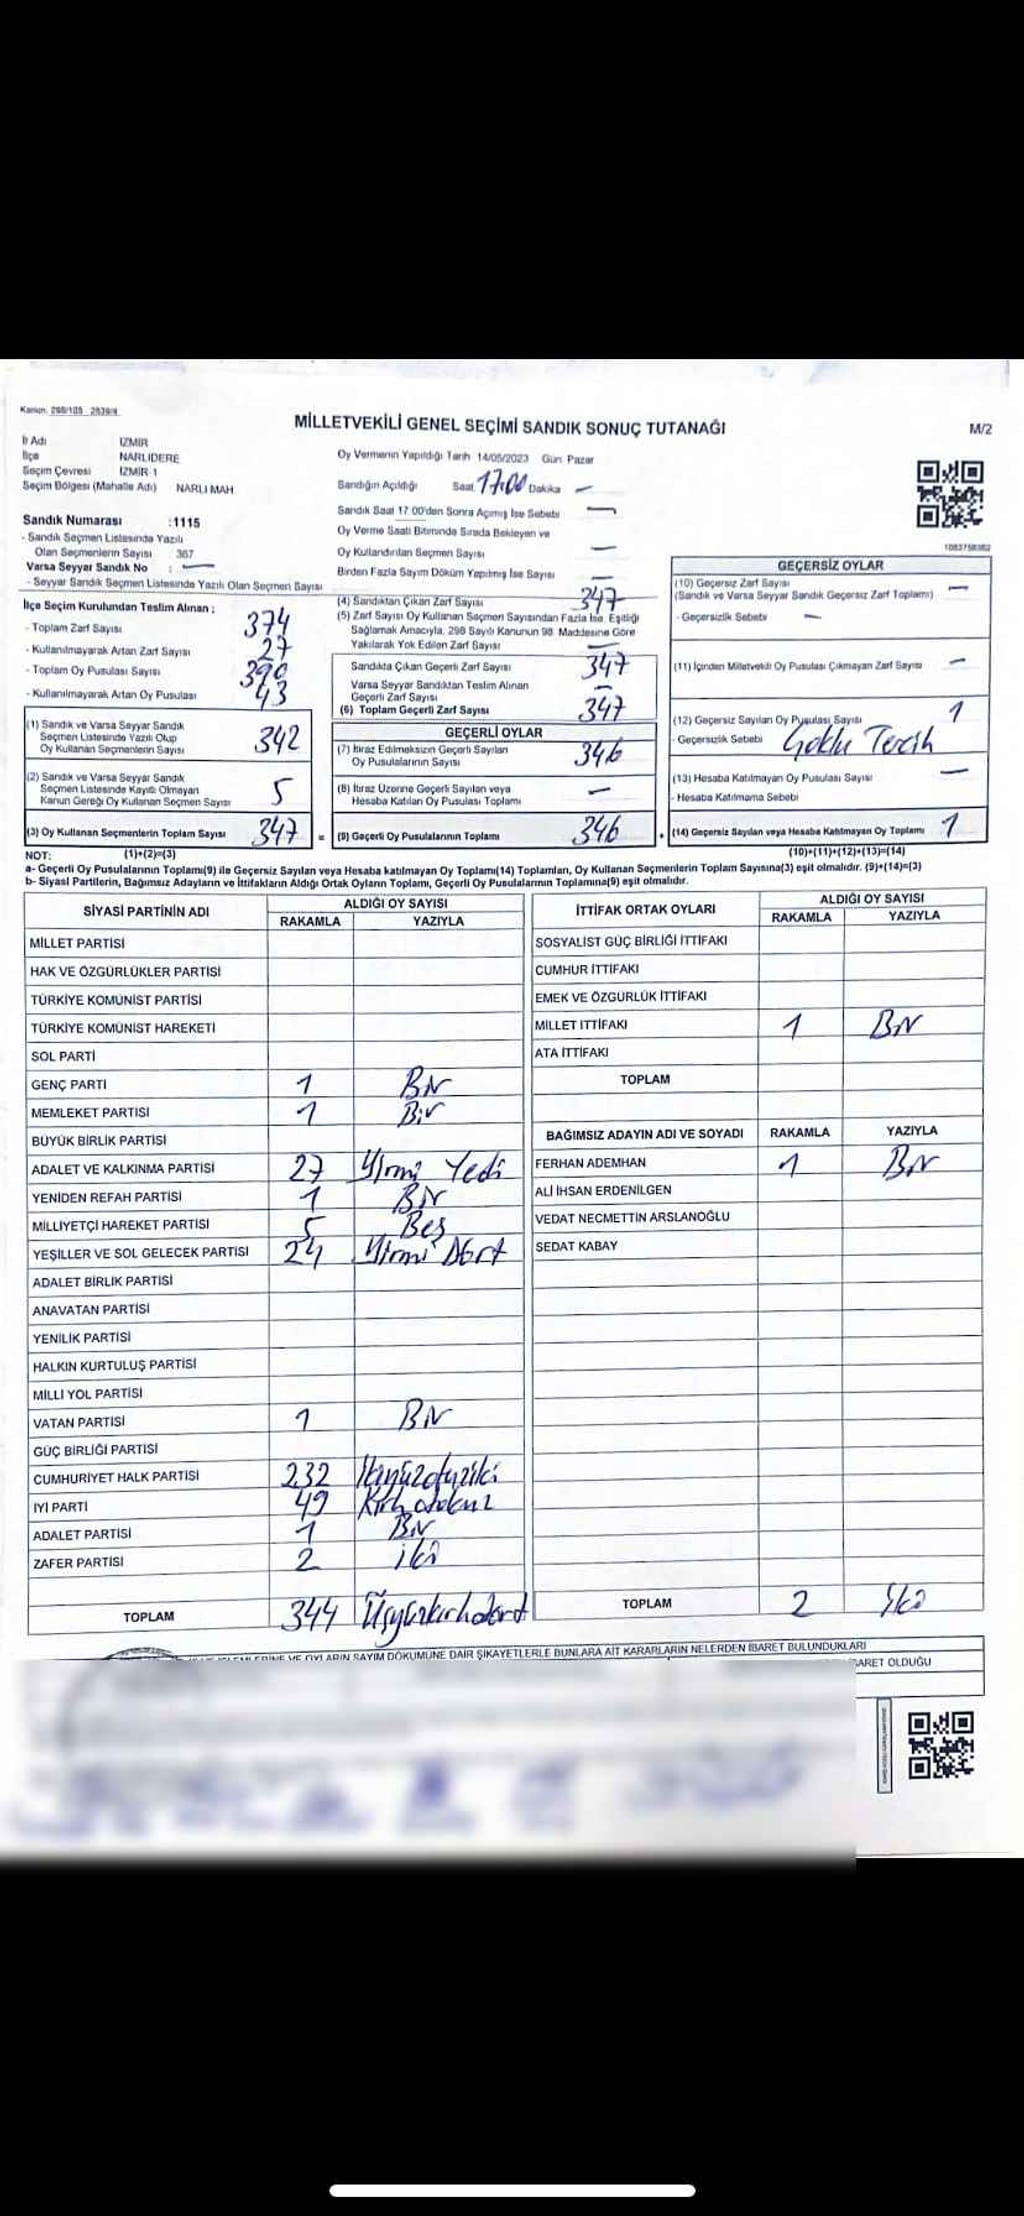 Kanun: 298/105 2839/4
MİLLETVEKİLİ GENEL SEÇİMİ SANDIK SONUÇ TUTANAĞI
M/2
İl Adı İZMİR
İlçe NARLIDERE
Seçim Çevresi İZMİR-1
Seçim Bölgesi (Mahalle Adı) NARLI MAH
Sandık Numarası :1115
- Sandık Seçmen Listesinde Yazılı
Olan Seçmenlerin Sayısı 367
Varsa Seyyar Sandık No : —
- Seyyar Sandık Seçmen Listesinde Yazılı Olan Seçmen Sayısı
Oy Vermenin Yapıldığı Tarih 14/05/2023 Gün: Pazar
Sandığın Açıldığı Saat 17:00 Dakika —
Sandık Saat 17 00'den Sonra Açımış İse Sebebi —
Oy Verme Saati Bitiminde Sırada Bekleyen ve
Oy Kullandırılan Seçmen Sayısı —
Birden Fazla Sayım Döküm Yapılmış İse Sayısı —
İlçe Seçim Kurulundan Teslim Alınan ;
- Toplam Zarf Sayısı 374
- Kullanılmayarak Artan Zarf Sayısı 27
- Toplam Oy Pusulası Sayısı 390
- Kullanılmayarak Artan Oy Pusulası 43
(1) Sandık ve Varsa Seyyar Sandık
Seçmen Listesinde Yazılı Olup
Oy Kullanan Seçmenlerin Sayısı 342
(2) Sandık ve Varsa Seyyar Sandık
Seçmen Listesinde Kayıtlı Olmayan
Kanun Gereği Oy Kullanan Seçmen Sayısı 5
(3) Oy Kullanan Seçmenlerin Toplam Sayısı 347 =
(4) Sandıktan Çıkan Zarf Sayısı 347
(5) Zarf Sayısı Oy Kullanan Seçmen Sayısından Fazla İse, Eşitliği
Sağlamak Amacıyla, 298 Sayılı Kanunun 98. Maddesine Göre
Yakılarak Yok Edilen Zarf Sayısı —
Sandıkta Çıkan Geçerli Zarf Sayısı 347
Varsa Seyyar Sandıktan Teslim Alınan
Geçerli Zarf Sayısı —
(6) Toplam Geçerli Zarf Sayısı 347
GEÇERLİ OYLAR
(7) İtiraz Edilmeksizin Geçerli Sayılan
Oy Pusulalarının Sayısı 346
(8) İtiraz Üzerine Geçerli Sayılan veya
Hesaba Katılan Oy Pusulası Toplamı —
(9) Geçerli Oy Pusulalarının Toplamı 346 +
1083758382
GEÇERSİZ OYLAR
(10) Geçersiz Zarf Sayısı —
(Sandık ve Varsa Seyyar Sandık Geçersiz Zarf Toplamı)
- Geçersizlik Sebebi —
(11) İçinden Milletvekili Oy Pusulası Çıkmayan Zarf Sayısı —
(12) Geçersiz Sayılan Oy Pusulası Sayısı 1
- Geçersizlik Sebebi Çoklu Tercih
(13) Hesaba Katılmayan Oy Pusulası Sayısı —
- Hesaba Katılmama Sebebi
(14) Geçersiz Sayılan veya Hesaba Katılmayan Oy Toplamı 1
NOT: (1)+(2)=(3) (10)+(11)+(12)+(13)=(14)
a- Geçerli Oy Pusulalarının Toplamı(9) ile Geçersiz Sayılan veya Hesaba Katılmayan Oy Toplamı(14) Toplamları, Oy Kullanan Seçmenlerin Toplam Sayısına(3) eşit olmalıdır. (9)+(14)=(3)
b- Siyasi Partilerin, Bağımsız Adayların ve İttifakların Aldığı Ortak Oyların Toplamı, Geçerli Oy Pusulalarının Toplamına(9) eşit olmalıdır.
SİYASİ PARTİNİN ADI ALDIĞI OY SAYISI
RAKAMLA YAZIYLA
MİLLET PARTİSİ
HAK VE ÖZGÜRLÜKLER PARTİSİ
TÜRKİYE KOMÜNİST PARTİSİ
TÜRKİYE KOMÜNİST HAREKETİ
SOL PARTİ
GENÇ PARTİ 1 Bir
MEMLEKET PARTİSİ 1 Bir
BÜYÜK BİRLİK PARTİSİ
ADALET VE KALKINMA PARTİSİ 27 Yirmi Yedi
YENİDEN REFAH PARTİSİ 1 Bir
MİLLİYETÇİ HAREKET PARTİSİ 5 Beş
YEŞİLLER VE SOL GELECEK PARTİSİ 24 Yirmi Dört
ADALET BİRLİK PARTİSİ
ANAVATAN PARTİSİ
YENİLİK PARTİSİ
HALKIN KURTULUŞ PARTİSİ
MİLLİ YOL PARTİSİ
VATAN PARTİSİ 1 Bir
GÜÇ BİRLİĞİ PARTİSİ
CUMHURİYET HALK PARTİSİ 232 İkiyüzotuziki
İYİ PARTİ 49 Kırkdokuz
ADALET PARTİSİ 1 Bir
ZAFER PARTİSİ 2 iki
TOPLAM 344 Üçyüzkırkdört
İTTİFAK ORTAK OYLARI ALDIĞI OY SAYISI
RAKAMLA YAZIYLA
SOSYALİST GÜÇ BİRLİĞİ İTTİFAKI
CUMHUR İTTİFAKI
EMEK VE ÖZGÜRLÜK İTTİFAKI
MİLLET İTTİFAKI 1 Bir
ATA İTTİFAKI
TOPLAM
BAĞIMSIZ ADAYIN ADI VE SOYADI RAKAMLA YAZIYLA
FERHAN ADEMHAN 1 Bir
ALİ İHSAN ERDENİLGEN
VEDAT NECMETTİN ARSLANOĞLU
SEDAT KABAY
TOPLAM 2 İki
VE OYLARIN SAYIM DÖKÜMÜNE DAİR ŞİKAYETLERLE BUNLARA AİT KARARLARIN NELERDEN İBARET BULUNDUKLARI
OLDUĞU